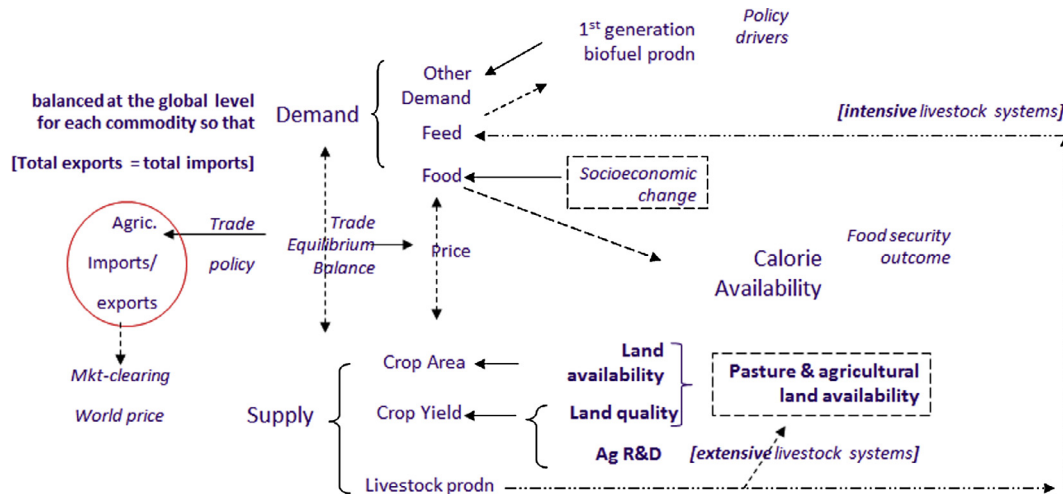 1st generation
biofuel prodn
Policy
drivers
Other
Demand
Feed
Food
Demand
balanced at the global level
for each commodity so that
[Total exports = total imports]
[intensive livestock systems]
Socioeconomic
change
Agric.
Imports/
exports
Trade
policy
Trade
Equilibrium
Balance
Price
Calorie
Availability
Food security
outcome
Mkt-clearing
World price
Supply
Crop Area
Crop Yield
Livestock prodn
Land
availability
Land quality
Ag R&D
Pasture & agricultural
land availability
[extensive livestock systems]